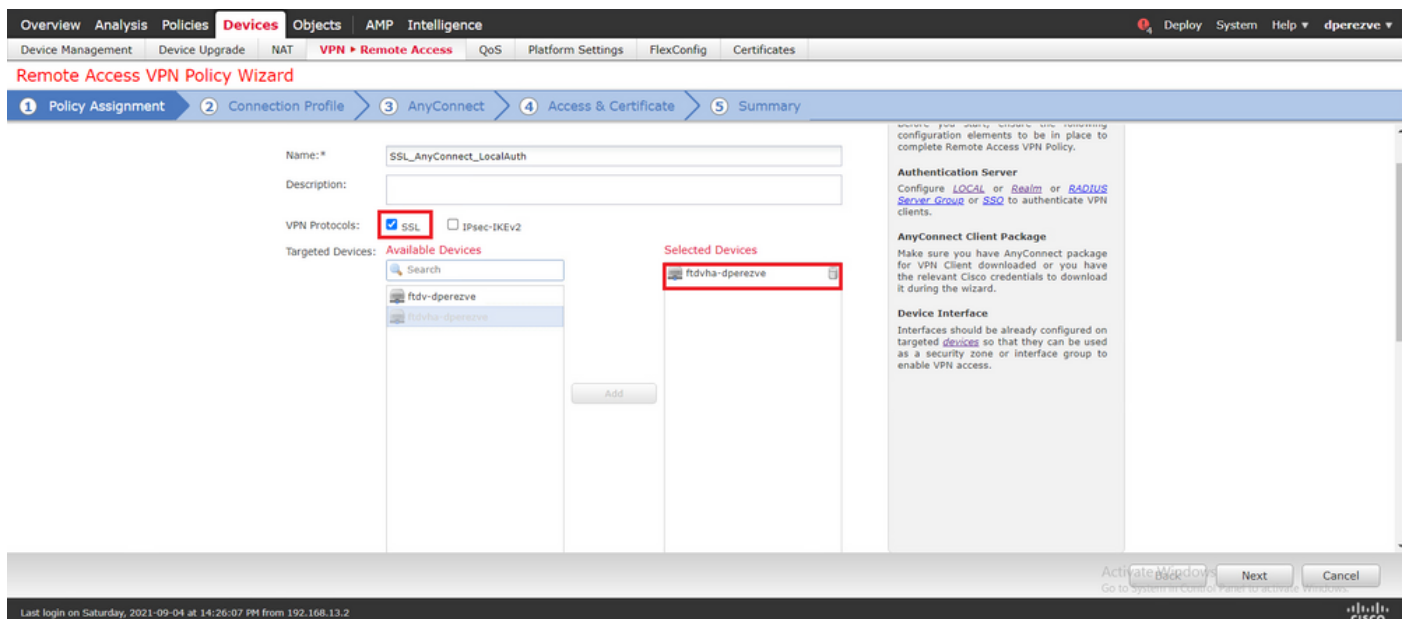 Overview Analysis Policies Devices Objects AMP Intelligence 4 Deploy System Help dperezve
Device Management Device Upgrade NAT VPN ▸ Remote Access QoS Platform Settings FlexConfig Certificates
Remote Access VPN Policy Wizard
1 Policy Assignment 2 Connection Profile 3 AnyConnect 4 Access & Certificate 5 Summary
Name:* SSL_AnyConnect_LocalAuth
Description:
VPN Protocols: SSL IPsec-IKEv2
Targeted Devices: Available Devices
Search
ftdv-dperezve
ftdvha-dperezve
Add
Selected Devices
ftdvha-dperezve
Before you start, ensure the following
configuration elements to be in place to
complete Remote Access VPN Policy.
Authentication Server
Configure LOCAL or Realm or RADIUS
Server Group or SSO to authenticate VPN
clients.
AnyConnect Client Package
Make sure you have AnyConnect package
for VPN Client downloaded or you have
the relevant Cisco credentials to download
it during the wizard.
Device Interface
Interfaces should be already configured on
targeted devices so that they can be used
as a security zone or interface group to
enable VPN access.
Activate Windows
Go to System in Control Panel to activate Windows.
Back Next Cancel
Last login on Saturday, 2021-09-04 at 14:26:07 PM from 192.168.13.2
CISCO